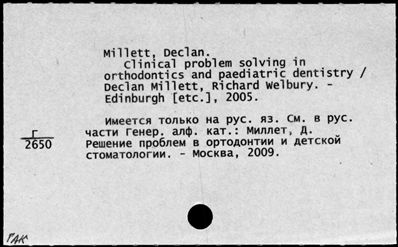 Millett, Declan.
Clinical problem solving in
orthodontics and paediatric dentistry /
Declan Millett, Richard Welbury. -
Edinburgh [etc.], 2005.
Имеется только на рус. яз. См. в рус.
части Генер. алф. кат.: Миллет, Д.
Решение проблем в ортодонтии и детской
стоматологии. - Москва, 2009.
Г
2650
ГАК